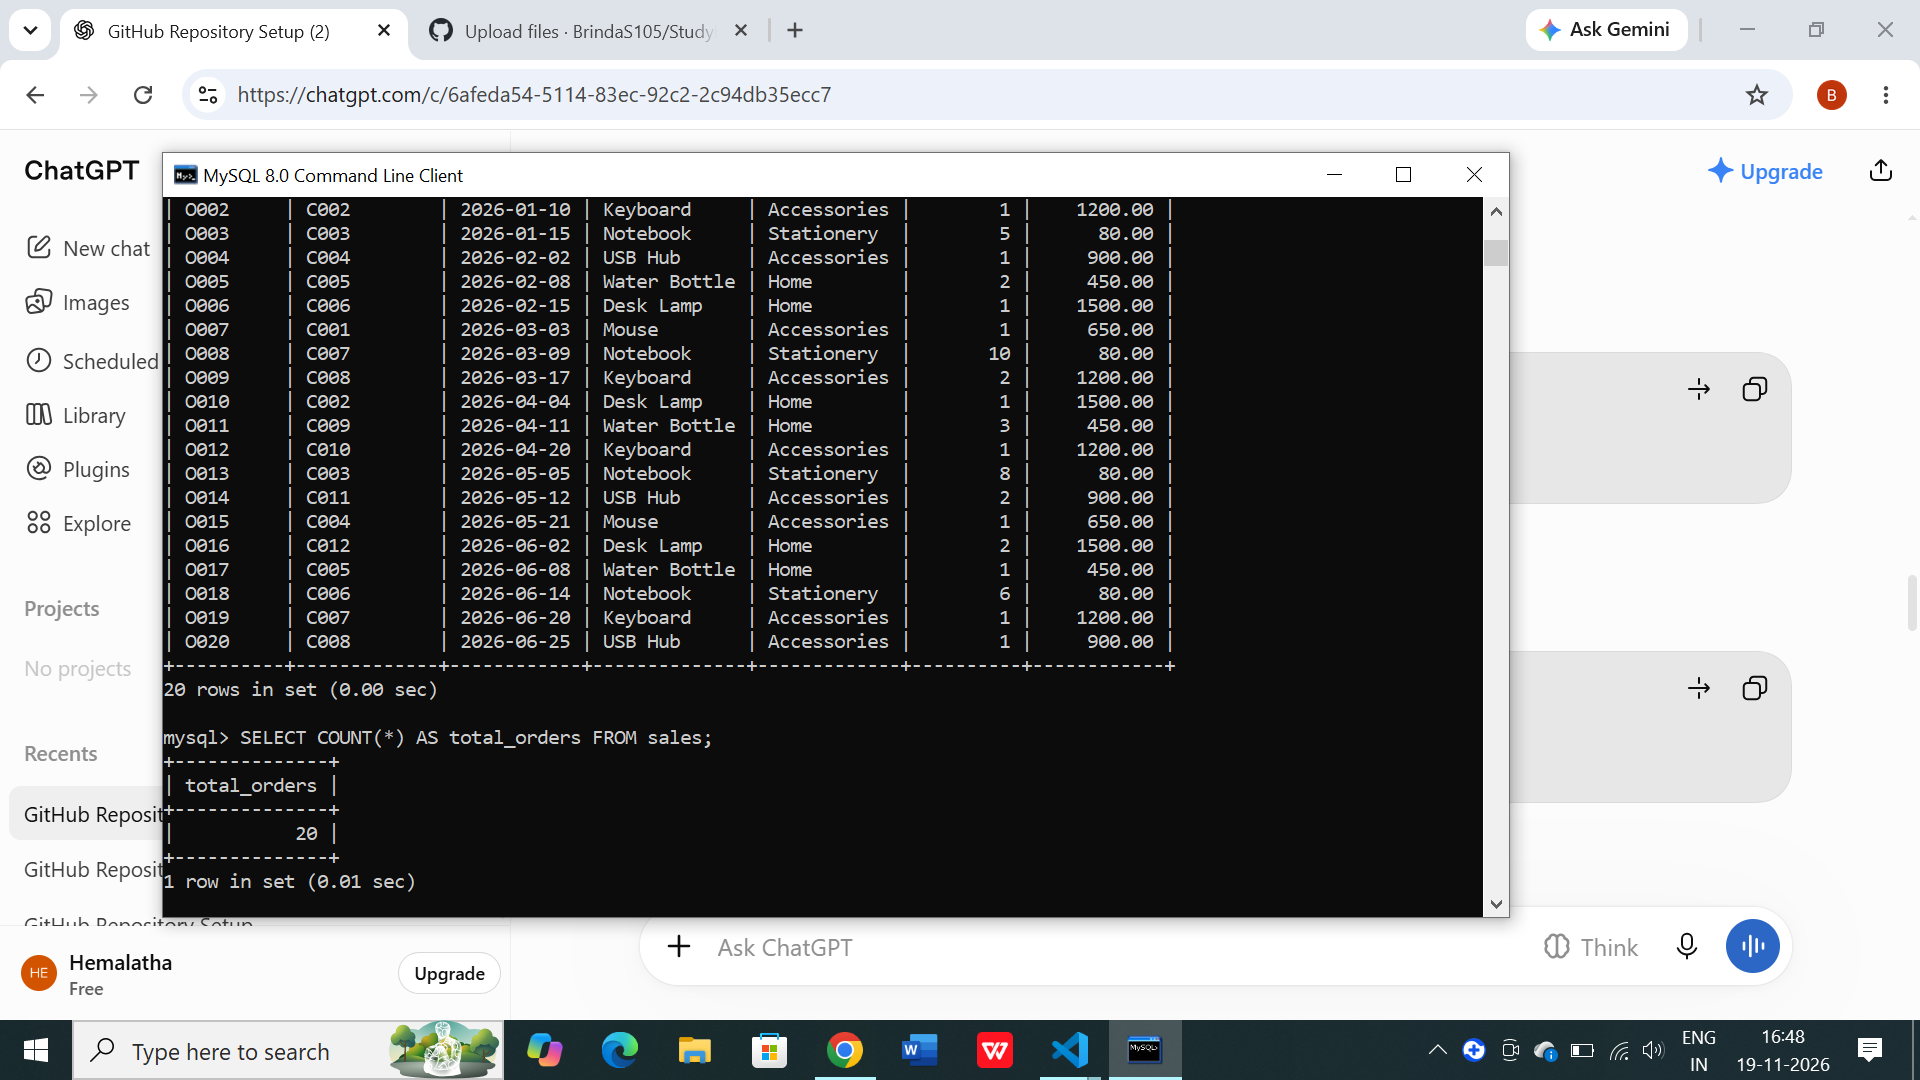 GitHub Repository Setup (2)
Upload files · BrindaS105/Study
Ask Gemini
https://chatgpt.com/c/6afeda54-5114-83ec-92c2-2c94db35ecc7
B
ChatGPT
Upgrade
New chat
Images
Scheduled
Library
Plugins
Explore
Projects
No projects
Recents
GitHub Reposit
GitHub Reposit
GitHub Repository Setup
HE
Hemalatha
Free
Upgrade
MySQL 8.0 Command Line Client
| O002     | C002        | 2026-01-10 | Keyboard     | Accessories |        1 |    1200.00 |
| O003     | C003        | 2026-01-15 | Notebook     | Stationery  |        5 |      80.00 |
| O004     | C004        | 2026-02-02 | USB Hub      | Accessories |        1 |     900.00 |
| O005     | C005        | 2026-02-08 | Water Bottle | Home        |        2 |     450.00 |
| O006     | C006        | 2026-02-15 | Desk Lamp    | Home        |        1 |    1500.00 |
| O007     | C001        | 2026-03-03 | Mouse        | Accessories |        1 |     650.00 |
| O008     | C007        | 2026-03-09 | Notebook     | Stationery  |       10 |      80.00 |
| O009     | C008        | 2026-03-17 | Keyboard     | Accessories |        2 |    1200.00 |
| O010     | C002        | 2026-04-04 | Desk Lamp    | Home        |        1 |    1500.00 |
| O011     | C009        | 2026-04-11 | Water Bottle | Home        |        3 |     450.00 |
| O012     | C010        | 2026-04-20 | Keyboard     | Accessories |        1 |    1200.00 |
| O013     | C003        | 2026-05-05 | Notebook     | Stationery  |        8 |      80.00 |
| O014     | C011        | 2026-05-12 | USB Hub      | Accessories |        2 |     900.00 |
| O015     | C004        | 2026-05-21 | Mouse        | Accessories |        1 |     650.00 |
| O016     | C012        | 2026-06-02 | Desk Lamp    | Home        |        2 |    1500.00 |
| O017     | C005        | 2026-06-08 | Water Bottle | Home        |        1 |     450.00 |
| O018     | C006        | 2026-06-14 | Notebook     | Stationery  |        6 |      80.00 |
| O019     | C007        | 2026-06-20 | Keyboard     | Accessories |        1 |    1200.00 |
| O020     | C008        | 2026-06-25 | USB Hub      | Accessories |        1 |     900.00 |
+----------+-------------+------------+--------------+-------------+----------+------------+
20 rows in set (0.00 sec)
mysql> SELECT COUNT(*) AS total_orders FROM sales;
+--------------+
| total_orders |
+--------------+
|           20 |
+--------------+
1 row in set (0.01 sec)
Ask ChatGPT
Think
Type here to search
ENG
IN
16:48
19-11-2026